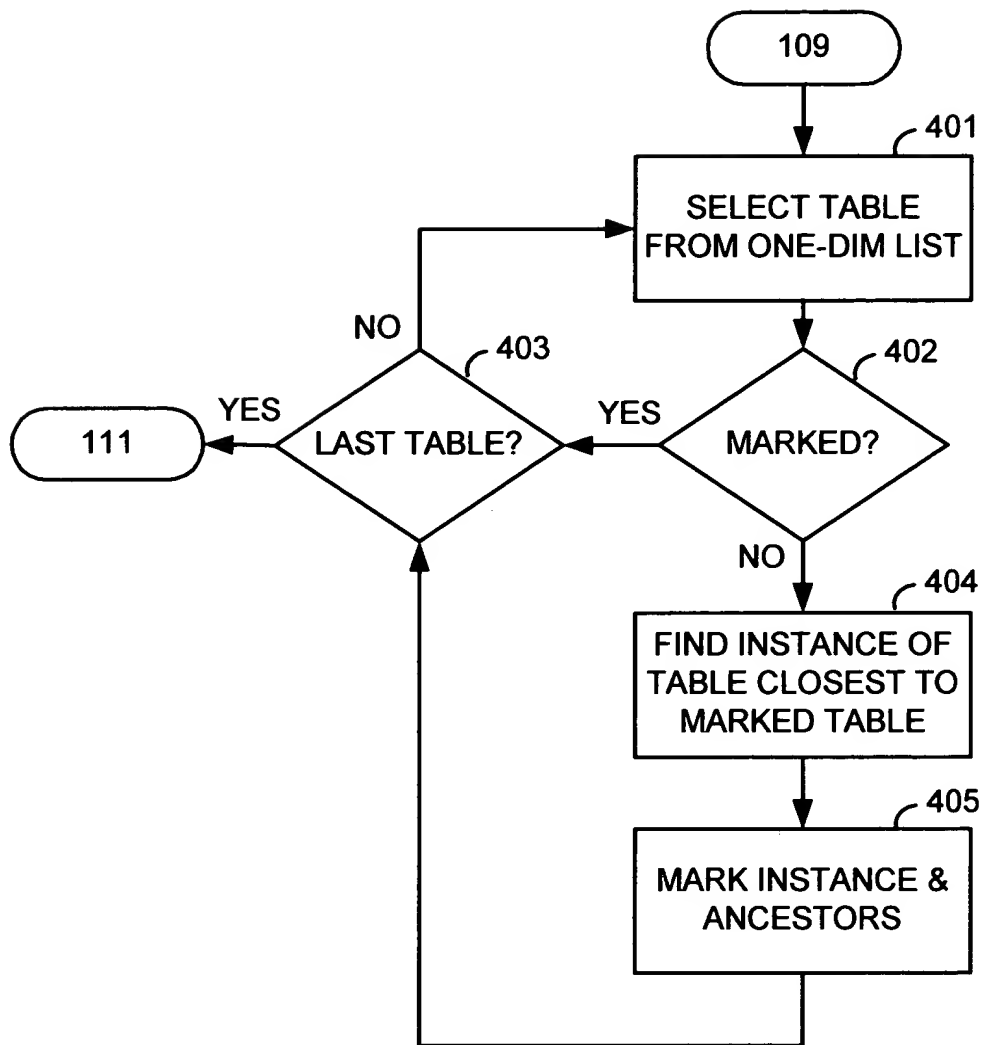 109
401
SELECT TABLE
FROM ONE-DIM LIST
NO
403
402
YES
YES
111
LAST TABLE?
MARKED?
NO
404
FIND INSTANCE OF
TABLE CLOSEST TO
MARKED TABLE
405
MARK INSTANCE &
ANCESTORS